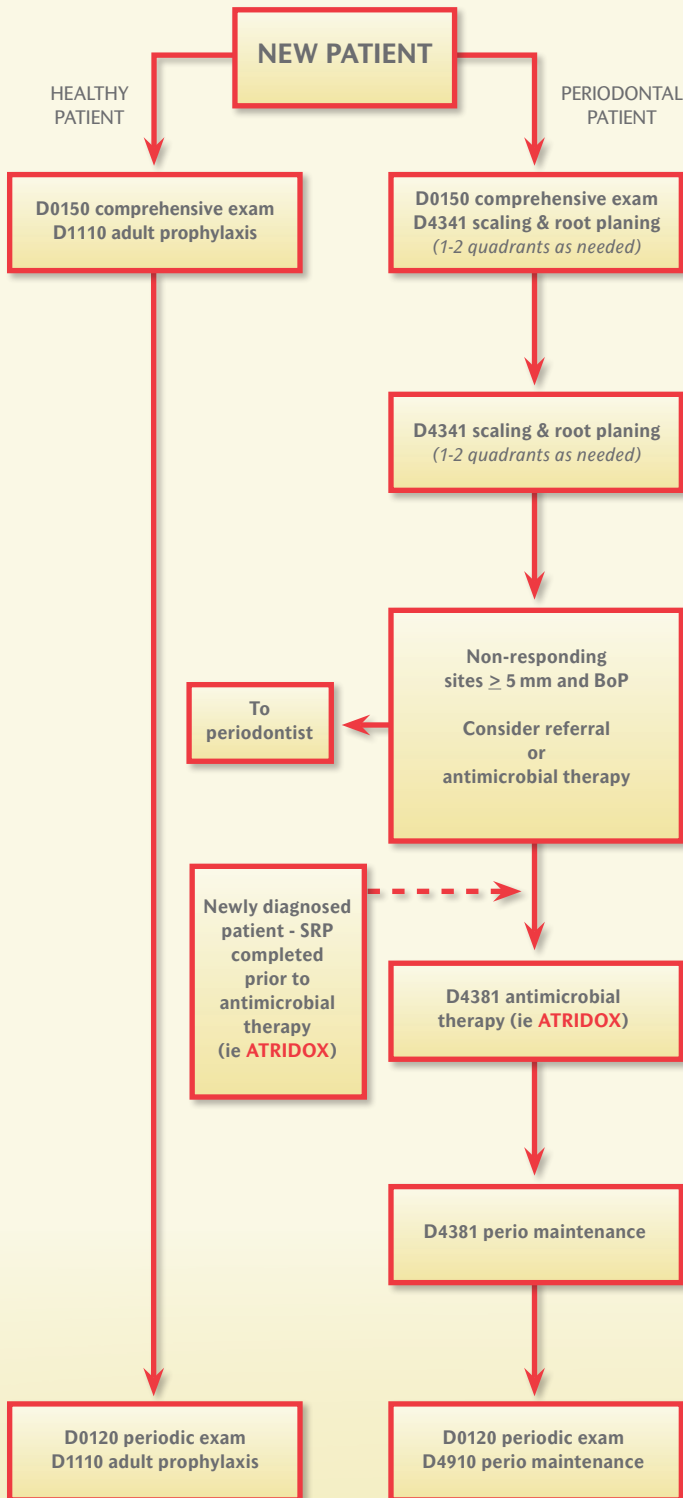 NEW PATIENT
HEALTHY
PATIENT
PERIODONTAL
PATIENT
D0150 comprehensive exam
D1110 adult prophylaxis
D0150 comprehensive exam
D4341 scaling & root planing
(1-2 quadrants as needed)
D4341 scaling & root planing
(1-2 quadrants as needed)
Non-responding
sites ≥ 5 mm and BoP
Consider referral
or
antimicrobial therapy
To
periodontist
Newly diagnosed
patient - SRP
completed
prior to
antimicrobial
therapy
(ie ATRIDOX)
D4381 antimicrobial
therapy (ie ATRIDOX)
D4381 perio maintenance
D0120 periodic exam
D1110 adult prophylaxis
D0120 periodic exam
D4910 perio maintenance